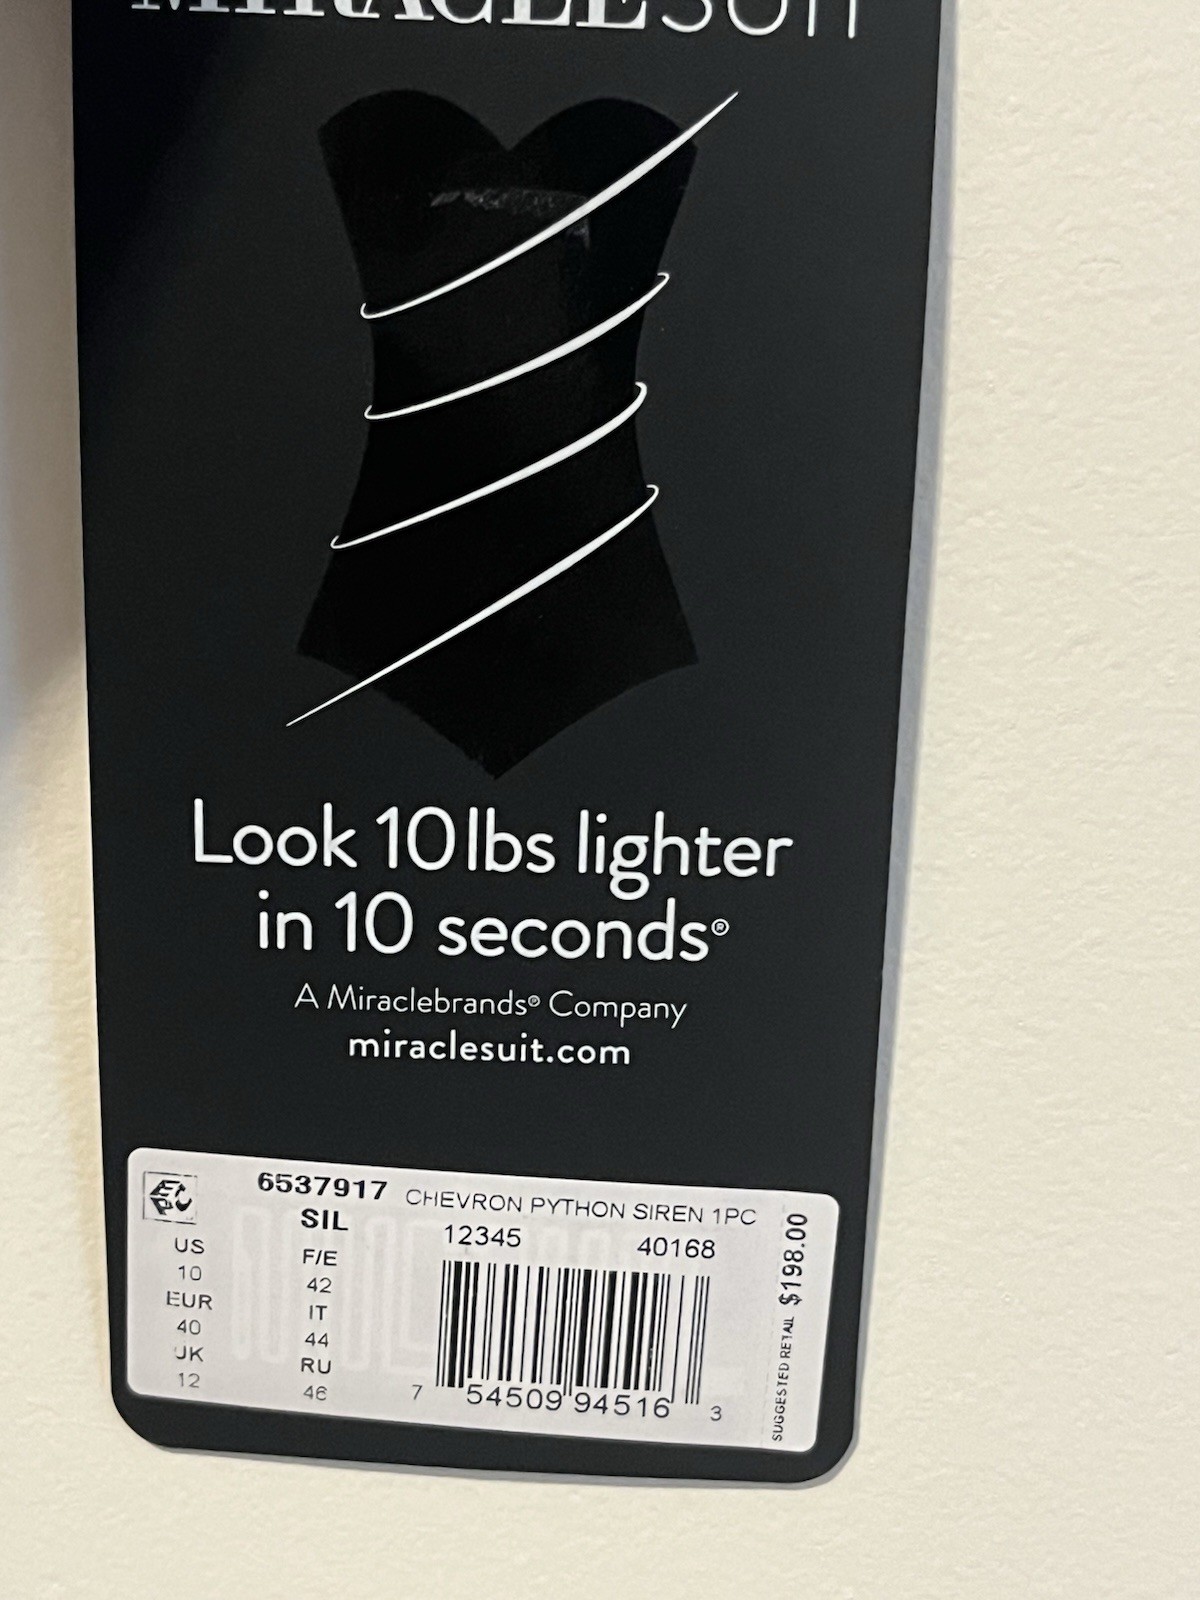 MIRACLESUIT
Look 10 lbs lighter
in 10 seconds®
A Miraclebrands® Company
miraclesuit.com
6537917 CHEVRON PYTHON SIREN 1PC
SIL 12345 40168
US F/E
10 42
EUR IT
40 44
UK RU
12 46
7 54509 94516 3
SUGGESTED RETAIL $198.00